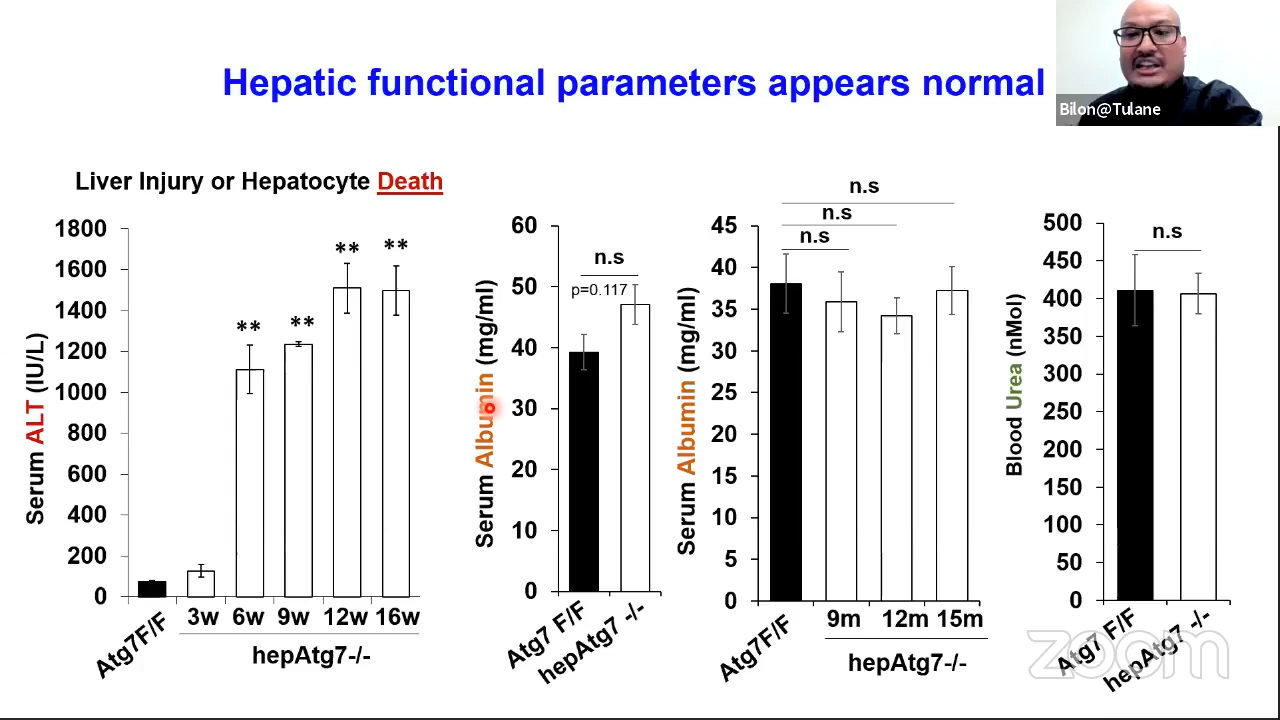 Hepatic functional parameters appears normal
Bilon@Tulane
Liver Injury or Hepatocyte Death
Serum ALT (IU/L)
1800
1600
1400
1200
1000
800
600
400
200
0
**
**
**
**
Atg7F/F
3w
6w
9w
12w
16w
hepAtg7-/-
Serum Albumin (mg/ml)
60
50
40
30
20
10
0
n.s
p=0.117
Atg7 F/F
hepAtg7 -/-
Serum Albumin (mg/ml)
45
40
35
30
25
20
15
10
5
0
n.s
n.s
n.s
Atg7F/F
9m
12m
15m
hepAtg7-/-
Blood Urea (nMol)
500
450
400
350
300
250
200
150
100
50
0
n.s
Atg7 F/F
hepAtg7 -/-
zoom